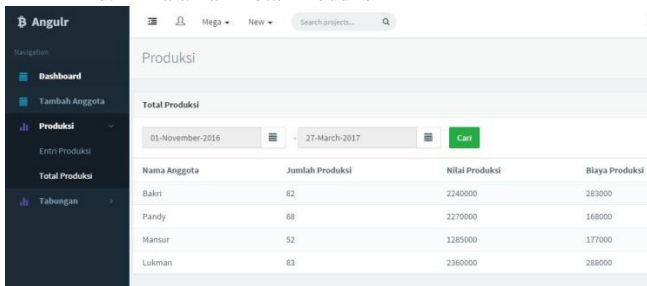 Angulr
Mega New Search projects...
Navigation
Dashboard
Tambah Anggota
Produksi
Entri Produksi
Total Produksi
Tabungan
Produksi
Total Produksi
01-November-2016 - 27-March-2017 Cari
Nama Anggota Jumlah Produksi Nilai Produksi Biaya Produksi
Bakri 82 2240000 283000
Pandy 68 2270000 168000
Mansur 52 1285000 177000
Lukman 83 2360000 288000